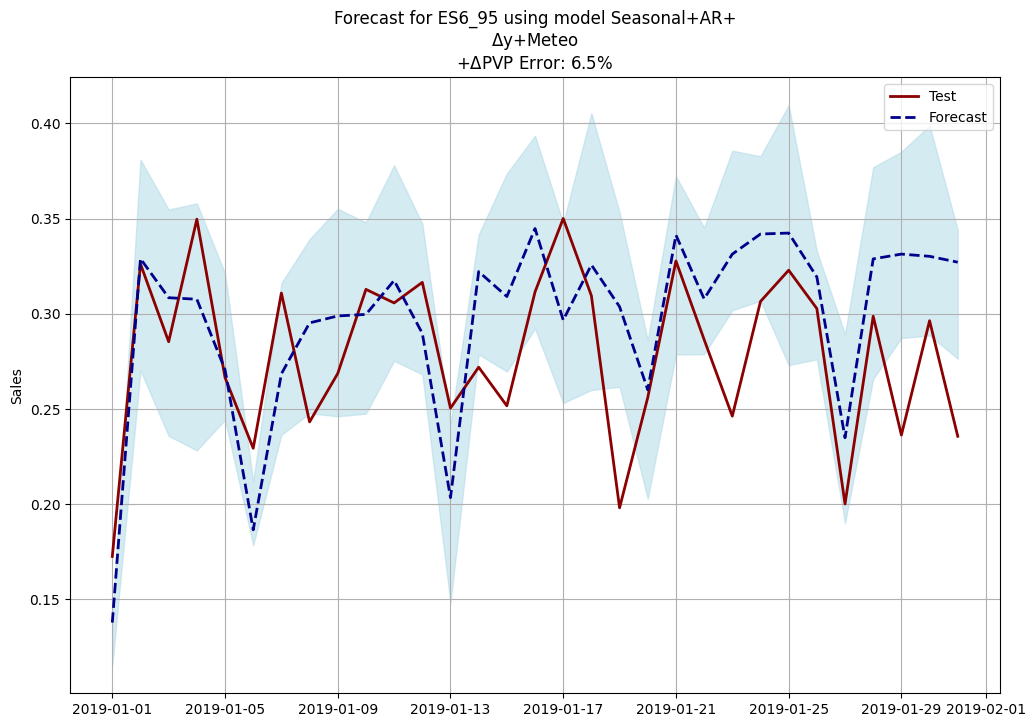 Forecast for ES6_95 using model Seasonal+AR+
Δy+Meteo
+ΔPVP Error: 6.5%
Test
Forecast
0.40
0.35
0.30
0.25
0.20
0.15
Sales
2019-01-01 2019-01-05 2019-01-09 2019-01-13 2019-01-17 2019-01-21 2019-01-25 2019-01-29 2019-02-01